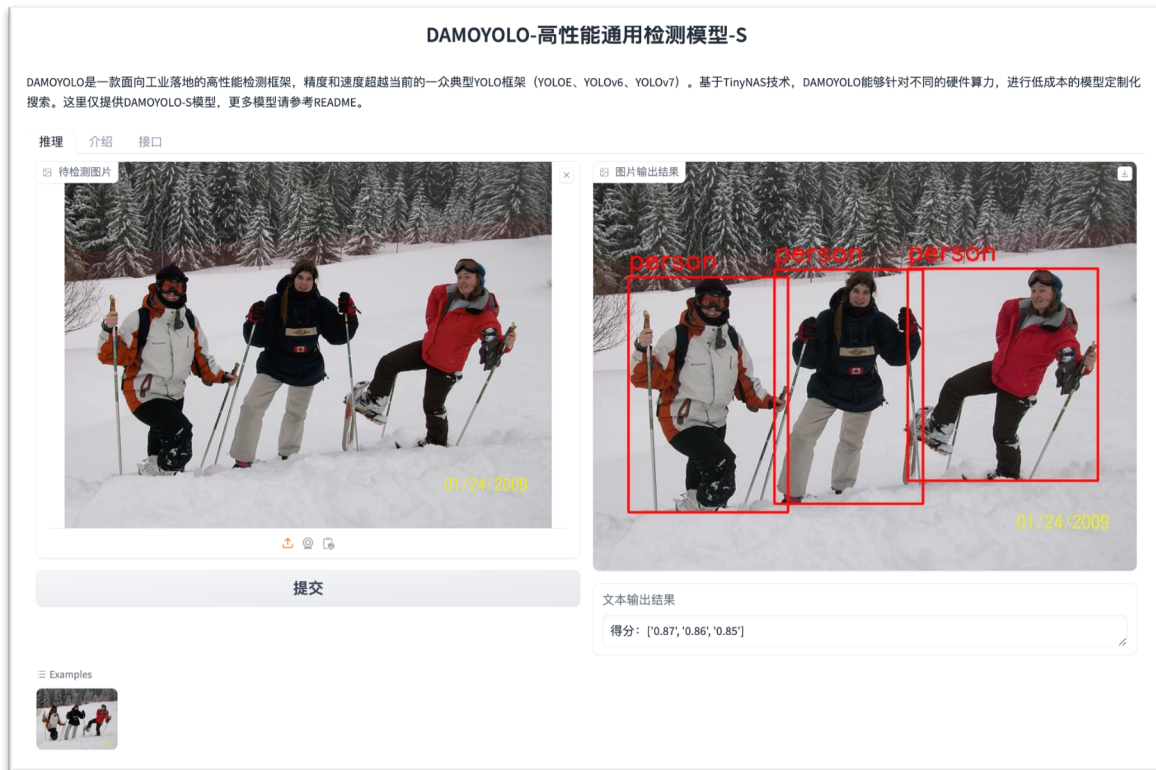 DAMOYOLO-高性能通用检测模型-S
DAMOYOLO是一款面向工业落地的高性能检测框架，精度和速度超越当前的一众典型YOLO框架（YOLOE、YOLOv6、YOLOv7）。基于TinyNAS技术，DAMOYOLO能够针对不同的硬件算力，进行低成本的模型定制化
搜索。这里仅提供DAMOYOLO-S模型，更多模型请参考README。
推理 介绍 接口
待检测图片
01/24/2009
提交
Examples
图片输出结果
person person person
01/24/2009
文本输出结果
得分：['0.87', '0.86', '0.85']